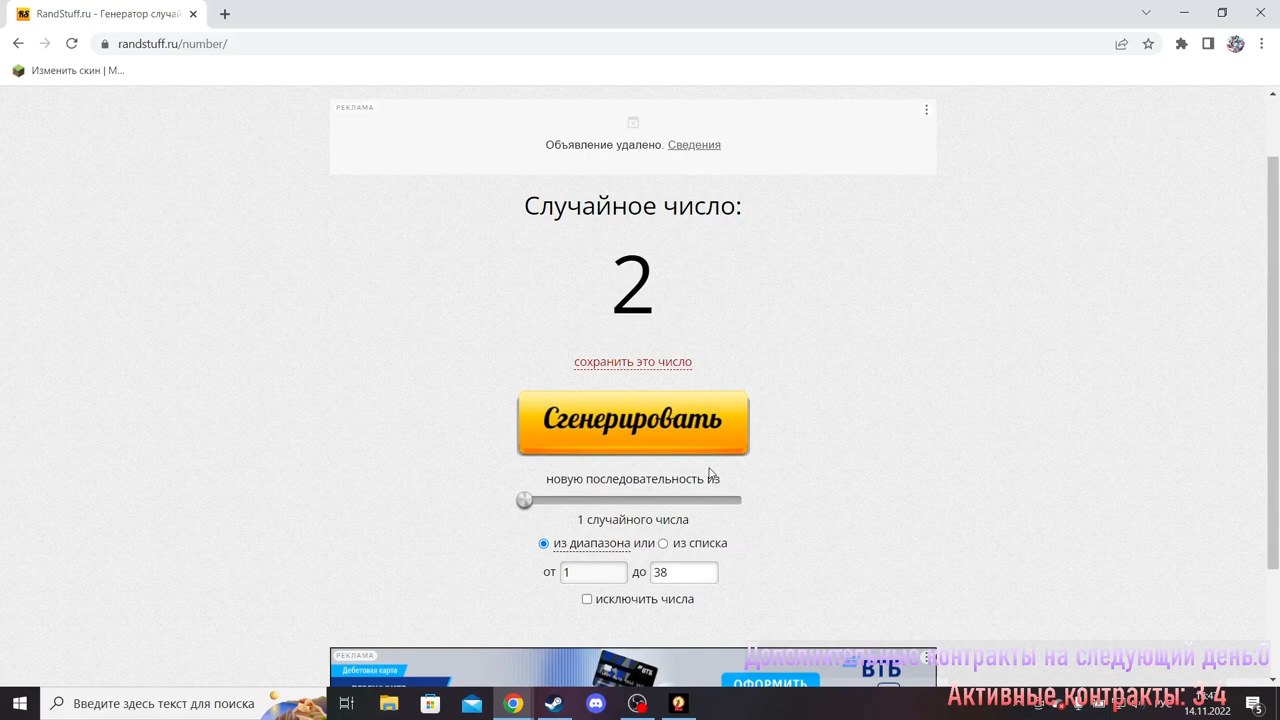 RandStuff.ru - Генератор случай
randstuff.ru/number/
Изменить скин | М...
РЕКЛАМА
Объявление удалено. Сведения
Случайное число:
2
сохранить это число
Сгенерировать
новую последовательность из
1 случайного числа
из диапазона или из списка
от 1 до 38
исключить числа
РЕКЛАМА
Дебетовая карта
ВТБ
ОФОРМИТЬ
Дополнительные контракты на следующий день:0
Активные контракты: 3-4
Введите здесь текст для поиска
14.11.2022
5